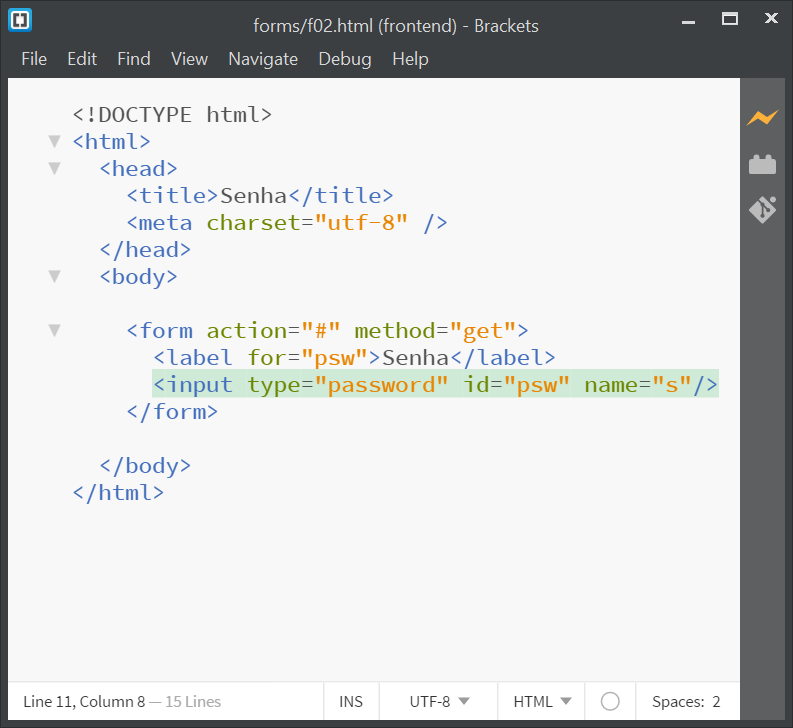 forms/f02.html (frontend) - Brackets
File Edit Find View Navigate Debug Help
<!DOCTYPE html>
<html>
  <head>
    <title>Senha</title>
    <meta charset="utf-8" />
  </head>
  <body>

    <form action="#" method="get">
      <label for="psw">Senha</label>
      <input type="password" id="psw" name="s"/>
    </form>

  </body>
</html>
Line 11, Column 8 — 15 Lines INS UTF-8 HTML Spaces: 2